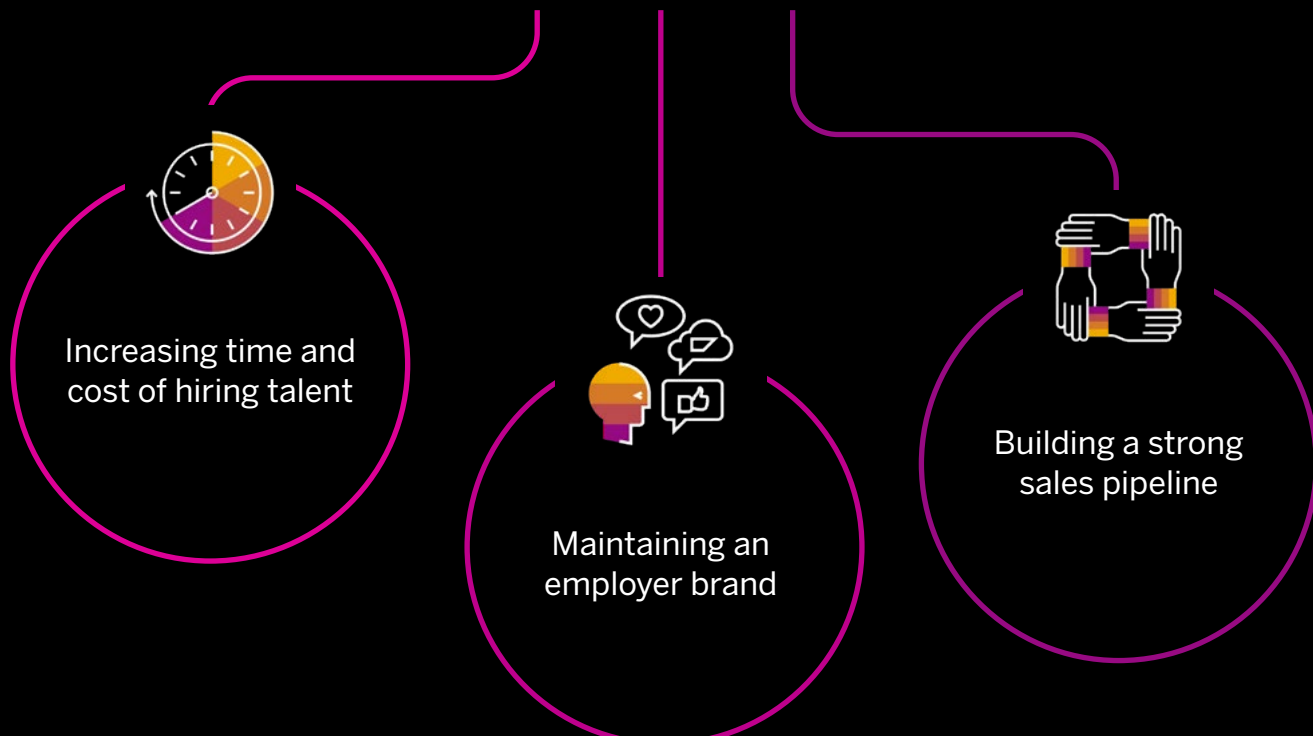 Increasing time and
cost of hiring talent
Maintaining an
employer brand
Building a strong
sales pipeline